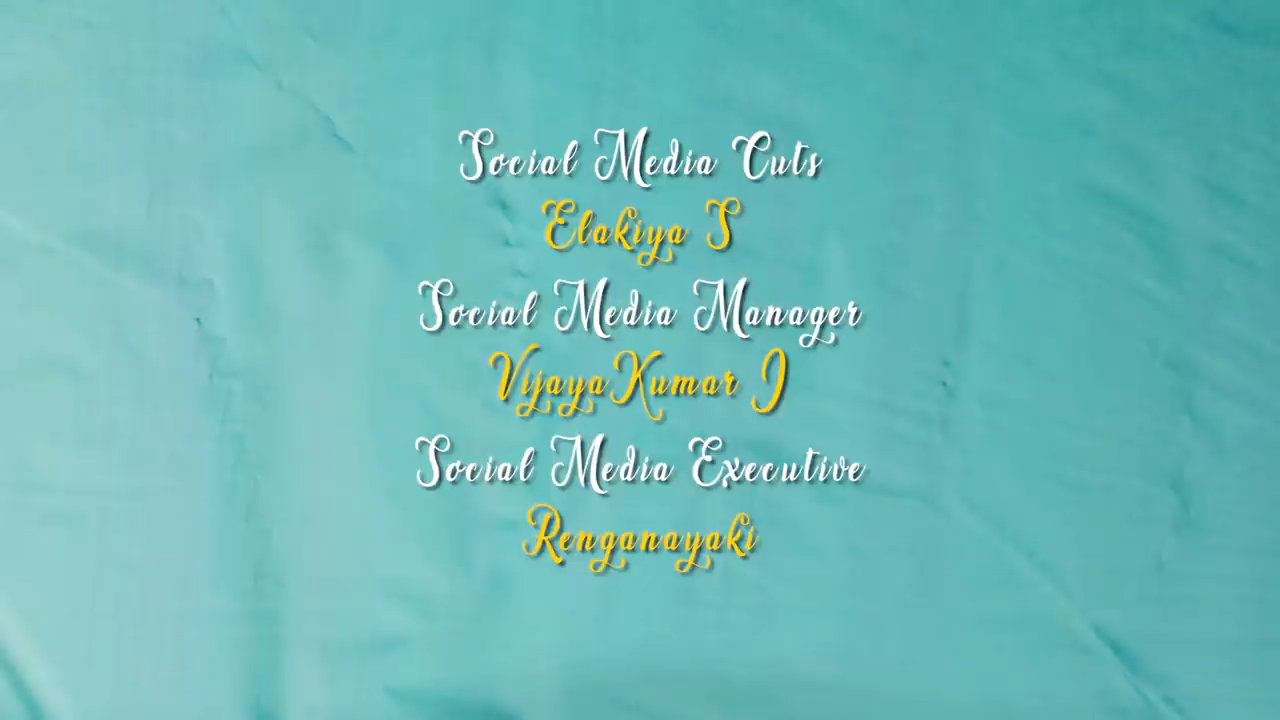 Social Media Cuts
Elakiya S
Social Media Manager
VijayaKumar J
Social Media Executive
Renganayaki